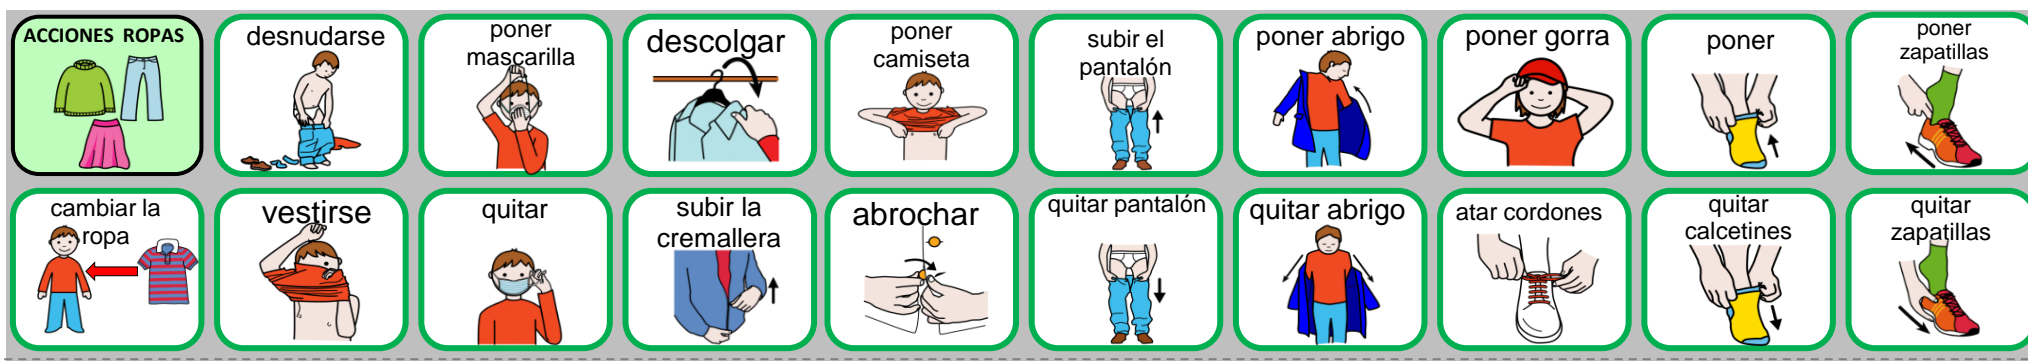 ACCIONES ROPAS
desnudarse
poner
mascarilla
descolgar
poner
camiseta
subir el
pantalón
poner abrigo
poner gorra
poner
poner
zapatillas
cambiar la
ropa
vestirse
quitar
subir la
cremallera
abrochar
quitar pantalón
quitar abrigo
atar cordones
quitar
calcetines
quitar
zapatillas